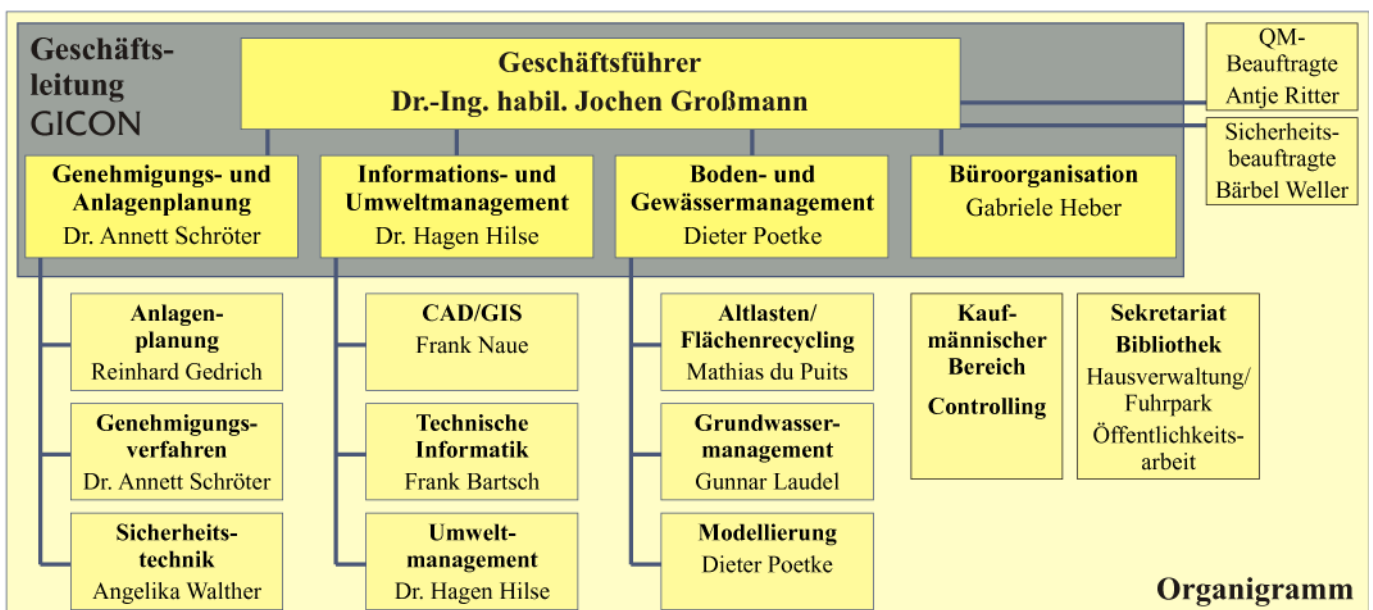 Geschäfts-
leitung
GICON
Geschäftsführer
Dr.-Ing. habil. Jochen Großmann
QM-
Beauftragte
Antje Ritter
Sicherheits-
beauftragte
Bärbel Weller
Genehmigungs- und
Anlagenplanung
Dr. Annett Schröter
Informations- und
Umweltmanagement
Dr. Hagen Hilse
Boden- und
Gewässermanagement
Dieter Poetke
Büroorganisation
Gabriele Heber
Anlagen-
planung
Reinhard Gedrich
Genehmigungs-
verfahren
Dr. Annett Schröter
Sicherheits-
technik
Angelika Walther
CAD/GIS
Frank Naue
Technische
Informatik
Frank Bartsch
Umwelt-
management
Dr. Hagen Hilse
Altlasten/
Flächenrecycling
Mathias du Puits
Grundwasser-
management
Gunnar Laudel
Modellierung
Dieter Poetke
Kauf-
männischer
Bereich
Controlling
Sekretariat
Bibliothek
Hausverwaltung/
Fuhrpark
Öffentlichkeits-
arbeit
Organigramm